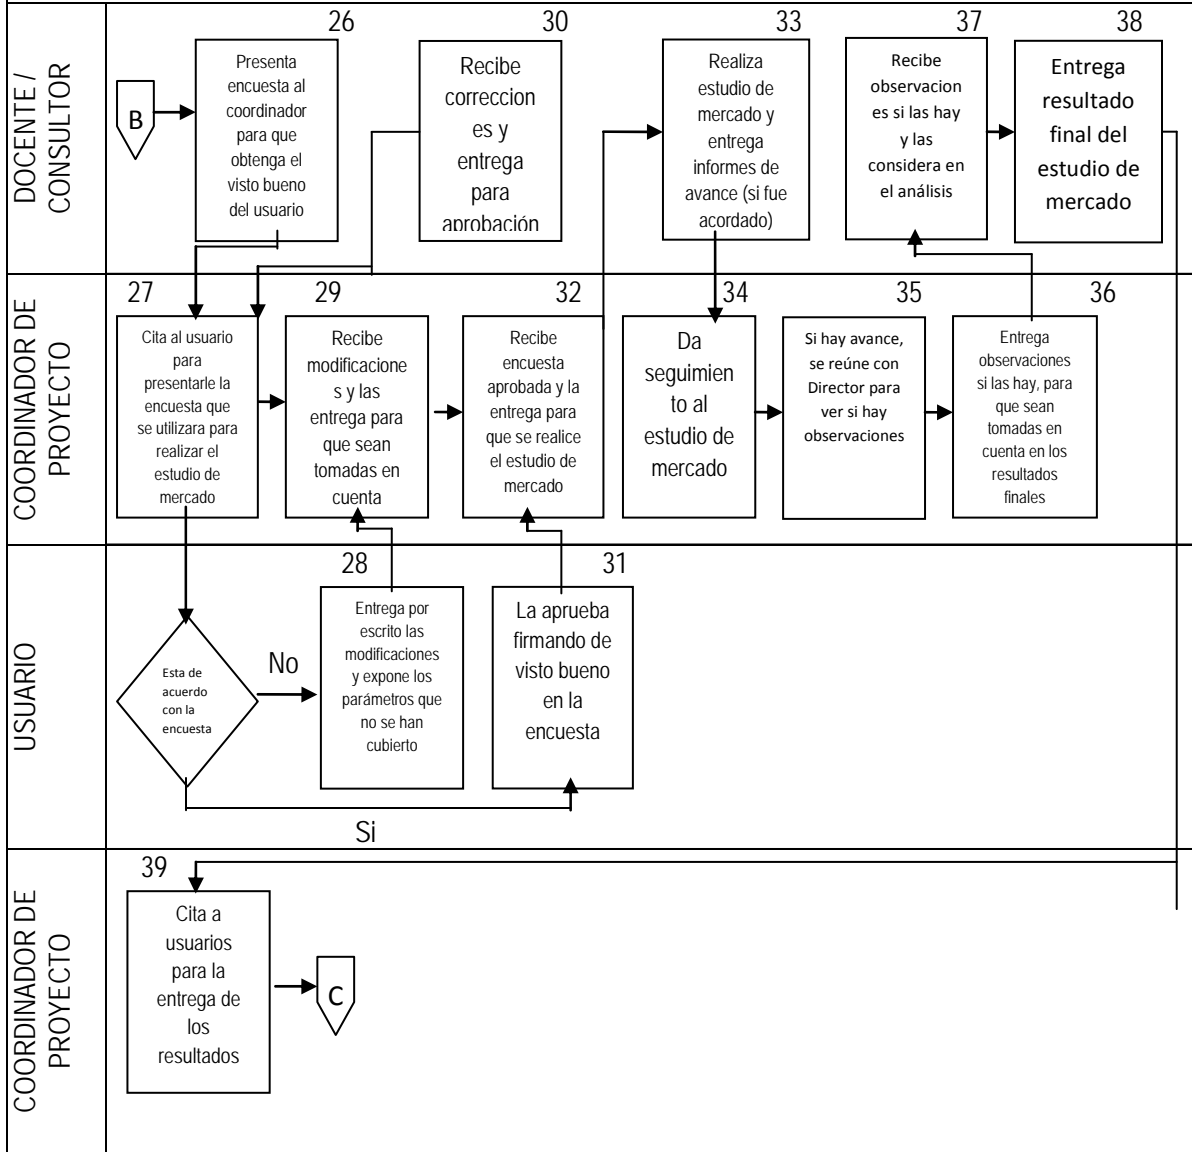 DOCENTE /
CONSULTOR
B
26
Presenta
encuesta al
coordinador
para que
obtenga el
visto bueno
del usuario
30
Recibe
correccion
es y
entrega
para
aprobación
33
Realiza
estudio de
mercado y
entrega
informes de
avance (si fue
acordado)
37
Recibe
observacion
es si las hay
y las
considera en
el análisis
38
Entrega
resultado
final del
estudio de
mercado
COORDINADOR DE
PROYECTO
27
Cita al usuario
para
presentarle la
encuesta que
se utilizara para
realizar el
estudio de
mercado
29
Recibe
modificacione
s y las
entrega para
que sean
tomadas en
cuenta
32
Recibe
encuesta
aprobada y la
entrega para
que se realice
el estudio de
mercado
34
Da
seguimien
to al
estudio de
mercado
35
Si hay avance,
se reúne con
Director para
ver si hay
observaciones
36
Entrega
observaciones
si las hay, para
que sean
tomadas en
cuenta en los
resultados
finales
USUARIO
Esta de
acuerdo
con la
encuesta
No
Si
28
Entrega por
escrito las
modificaciones
y expone los
parámetros que
no se han
cubierto
31
La aprueba
firmando de
visto bueno
en la
encuesta
COORDINADOR DE
PROYECTO
39
Cita a
usuarios
para la
entrega de
los
resultados
C